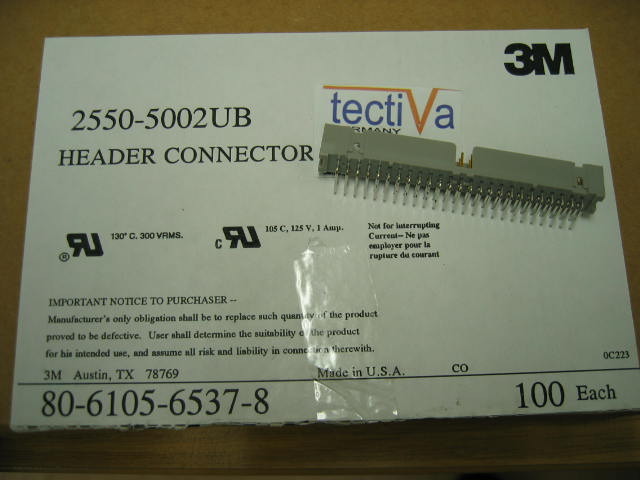 3M
tectiVa
GERMANY
2550-5002UB
HEADER CONNECTOR
® RU 130° C. 300 VRMS.
c RU 105 C, 125 V, 1 Amp.
Not for interrupting
Current-- Ne pas
employer pour la
rupture du courant
IMPORTANT NOTICE TO PURCHASER --
Manufacturer's only obligation shall be to replace such quantity of the product
proved to be defective. User shall determine the suitability of the product
for his intended use, and assume all risk and liability in connection therewith.
0C223
3M Austin, TX 78769 Made in U.S.A. CO
80-6105-6537-8 100 Each